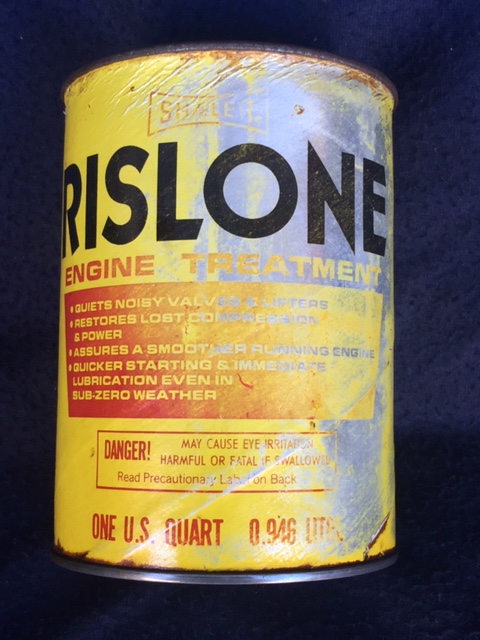 SHALER
RISLONE
ENGINE TREATMENT
• QUIETS NOISY VALVES & LIFTERS
• RESTORES LOST COMPRESSION
& POWER
• ASSURES A SMOOTHER RUNNING ENGINE
• QUICKER STARTING & IMMEDIATE
LUBRICATION EVEN IN
SUB-ZERO WEATHER
DANGER!
MAY CAUSE EYE IRRITATION
HARMFUL OR FATAL IF SWALLOWED
Read Precautionary Label on Back
ONE U.S. QUART 0.946 LITER